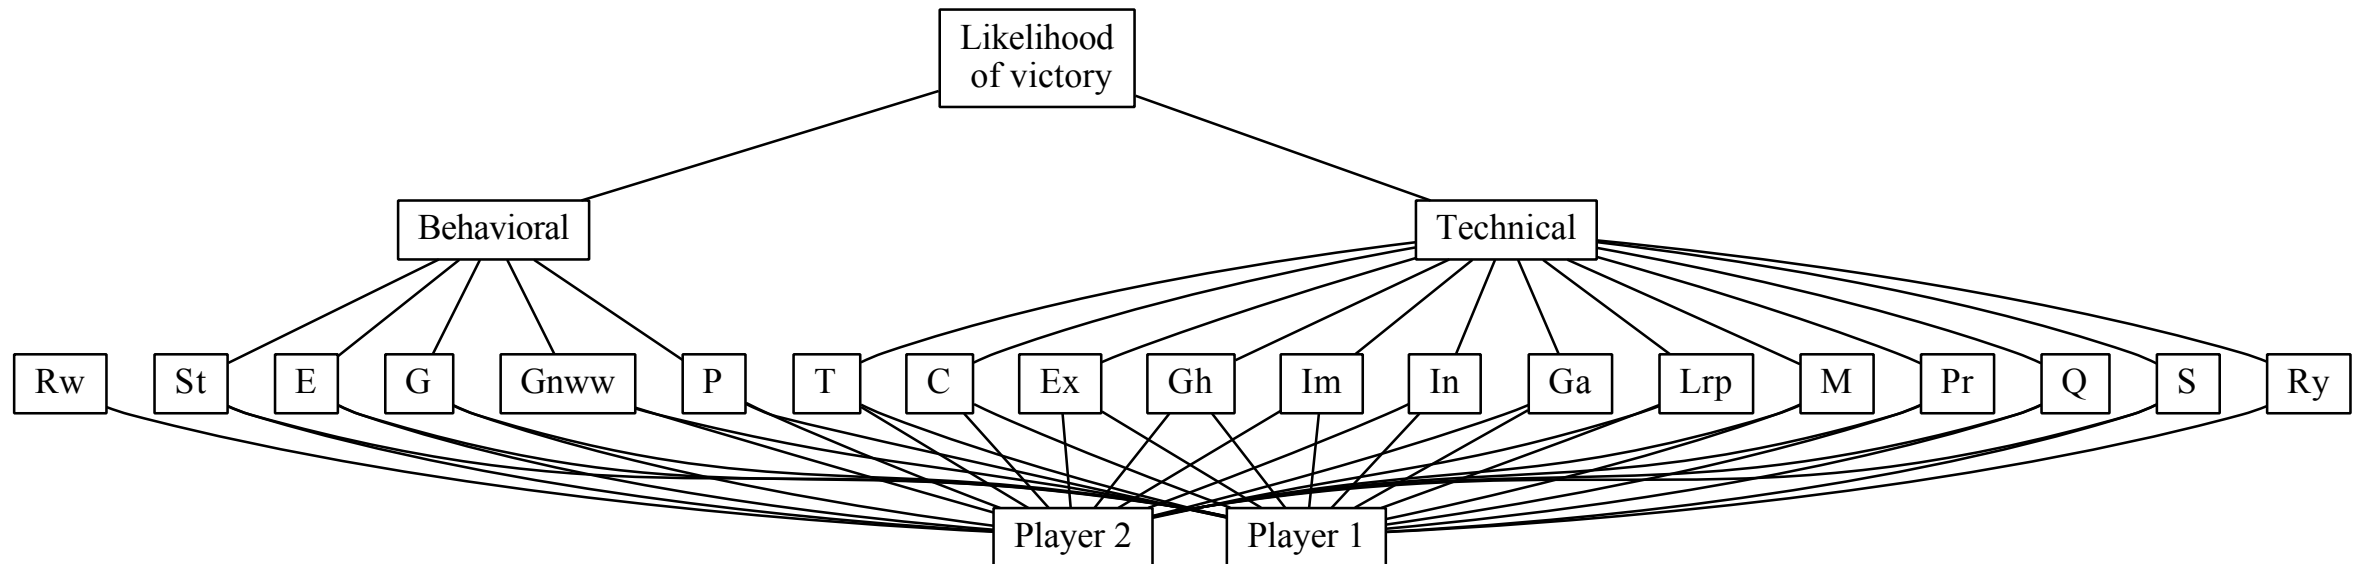 Likelihood
of victory
Behavioral
Technical
Rw
St
E
G
Gnww
P
T
C
Ex
Gh
Im
In
Ga
Lrp
M
Pr
Q
S
Ry
Player 2
Player 1